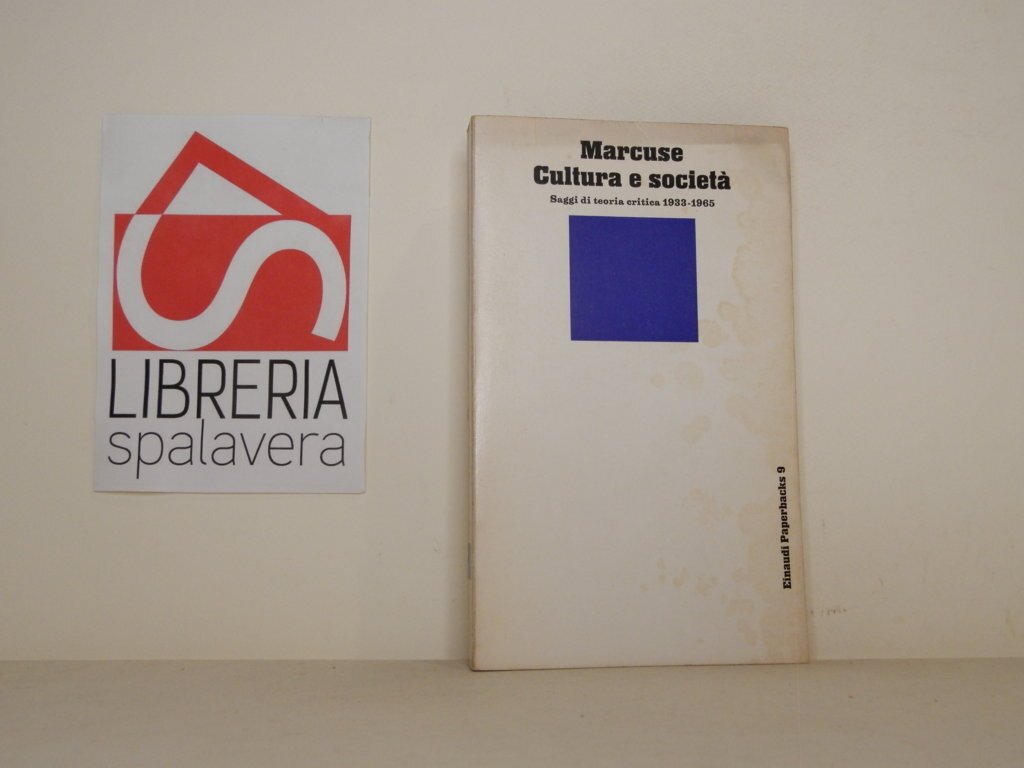 LIBRERIA
spalavera
Marcuse
Cultura e società
Saggi di teoria critica 1933-1965
Einaudi Paperbacks 9